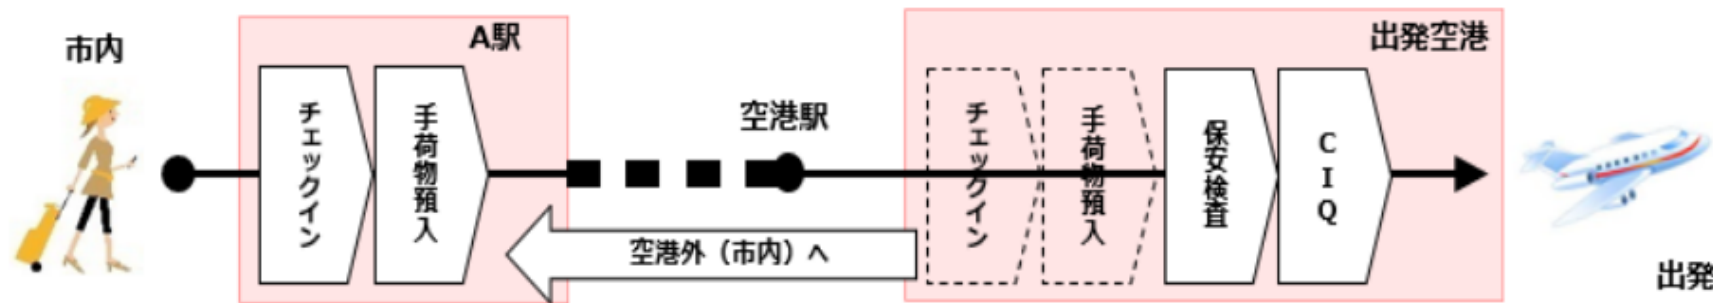 市内
A駅
チェックイン
手荷物預入
空港駅
空港外（市内）へ
出発空港
チェックイン
手荷物預入
保安検査
CIQ
出発